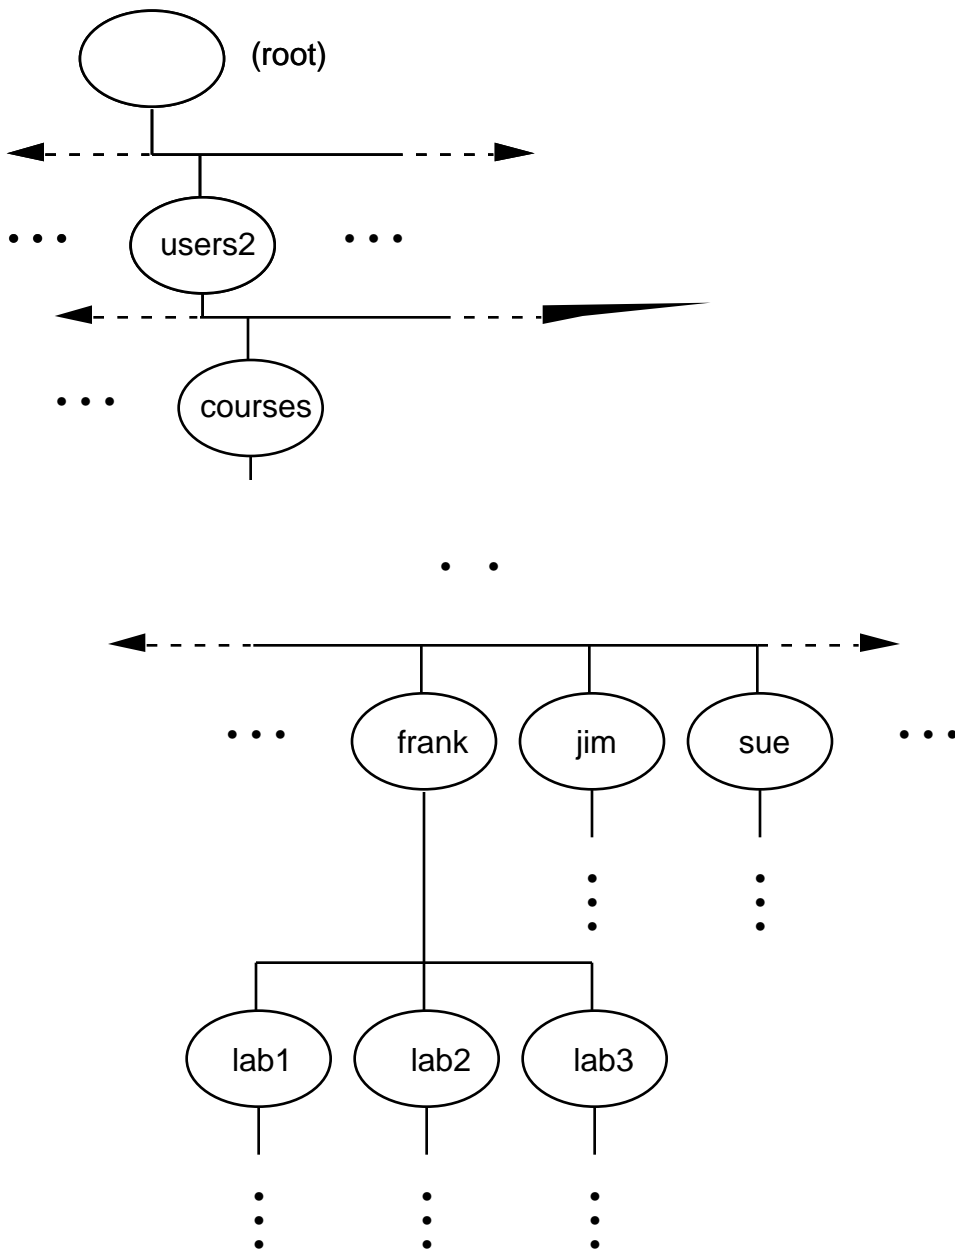 (root)
users2
courses
frank jim sue
lab1 lab2 lab3